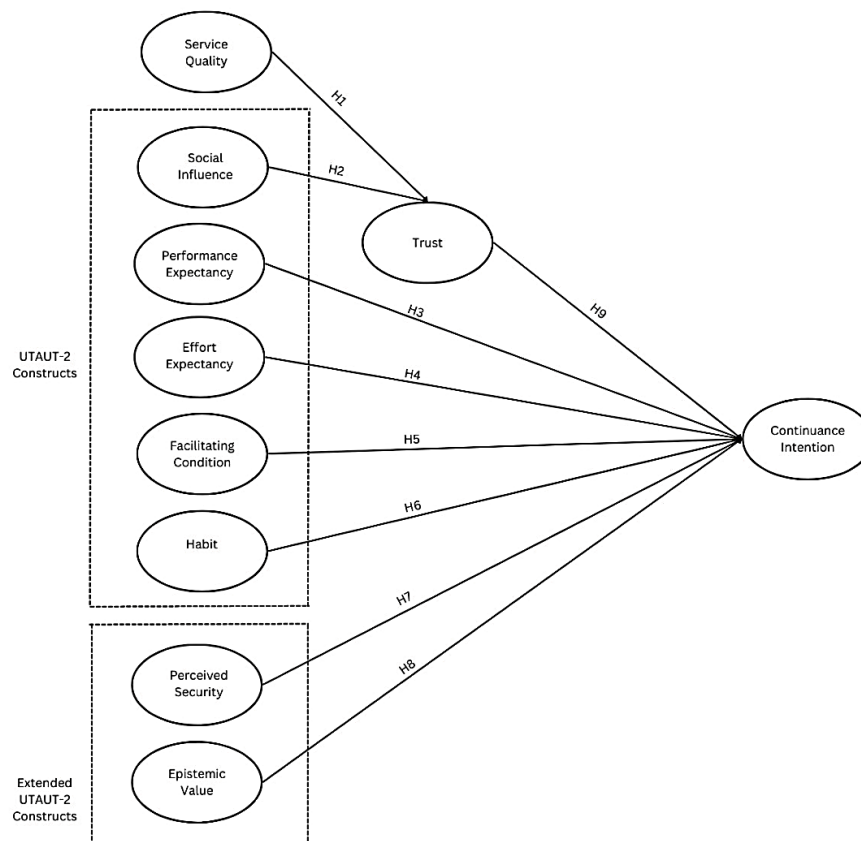 Service
Quality
H1
Social
Influence
H2
Trust
Performance
Expectancy
H3
H9
UTAUT-2
Constructs
Effort
Expectancy
H4
Continuance
Intention
Facilitating
Condition
H5
Habit
H6
H7
Perceived
Security
H8
Epistemic
Value
Extended
UTAUT-2
Constructs